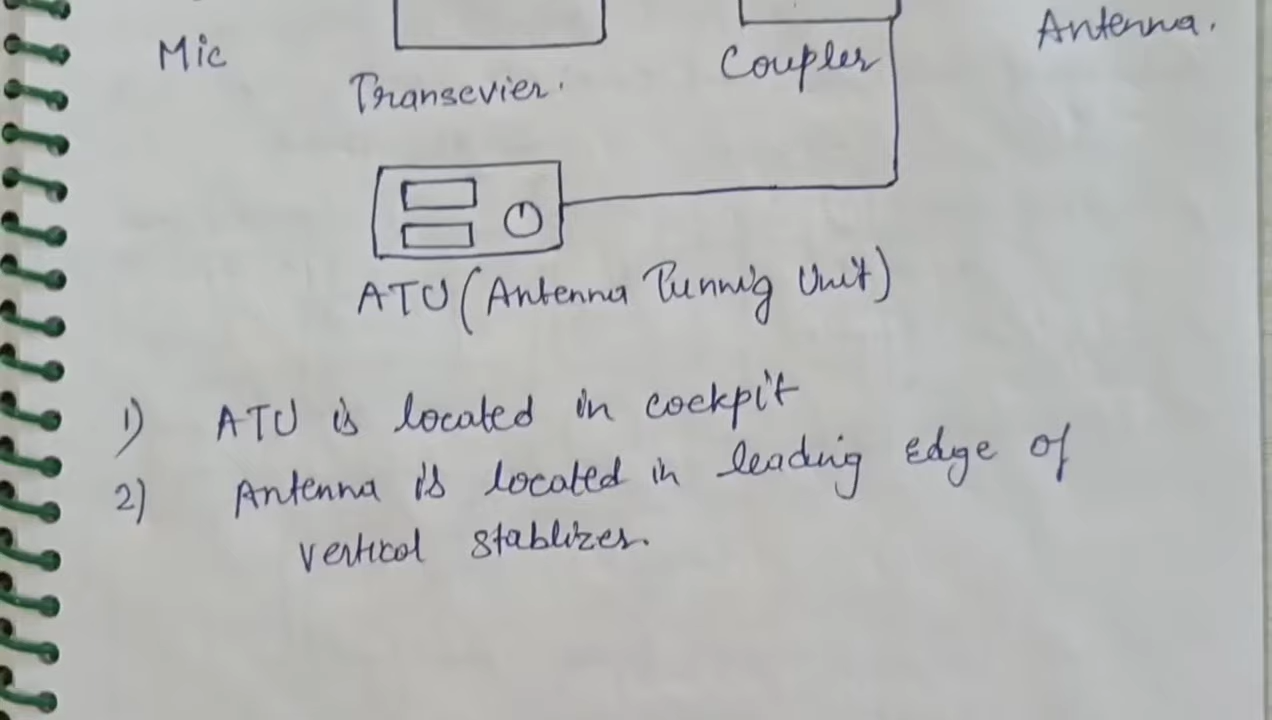 Mic
Transevier.
Coupler
Antenna.
ATU (Antenna Tunnig Unit)
1) ATU is located in cockpit
2) Antenna is located in leading edge of
vertical stablizer.